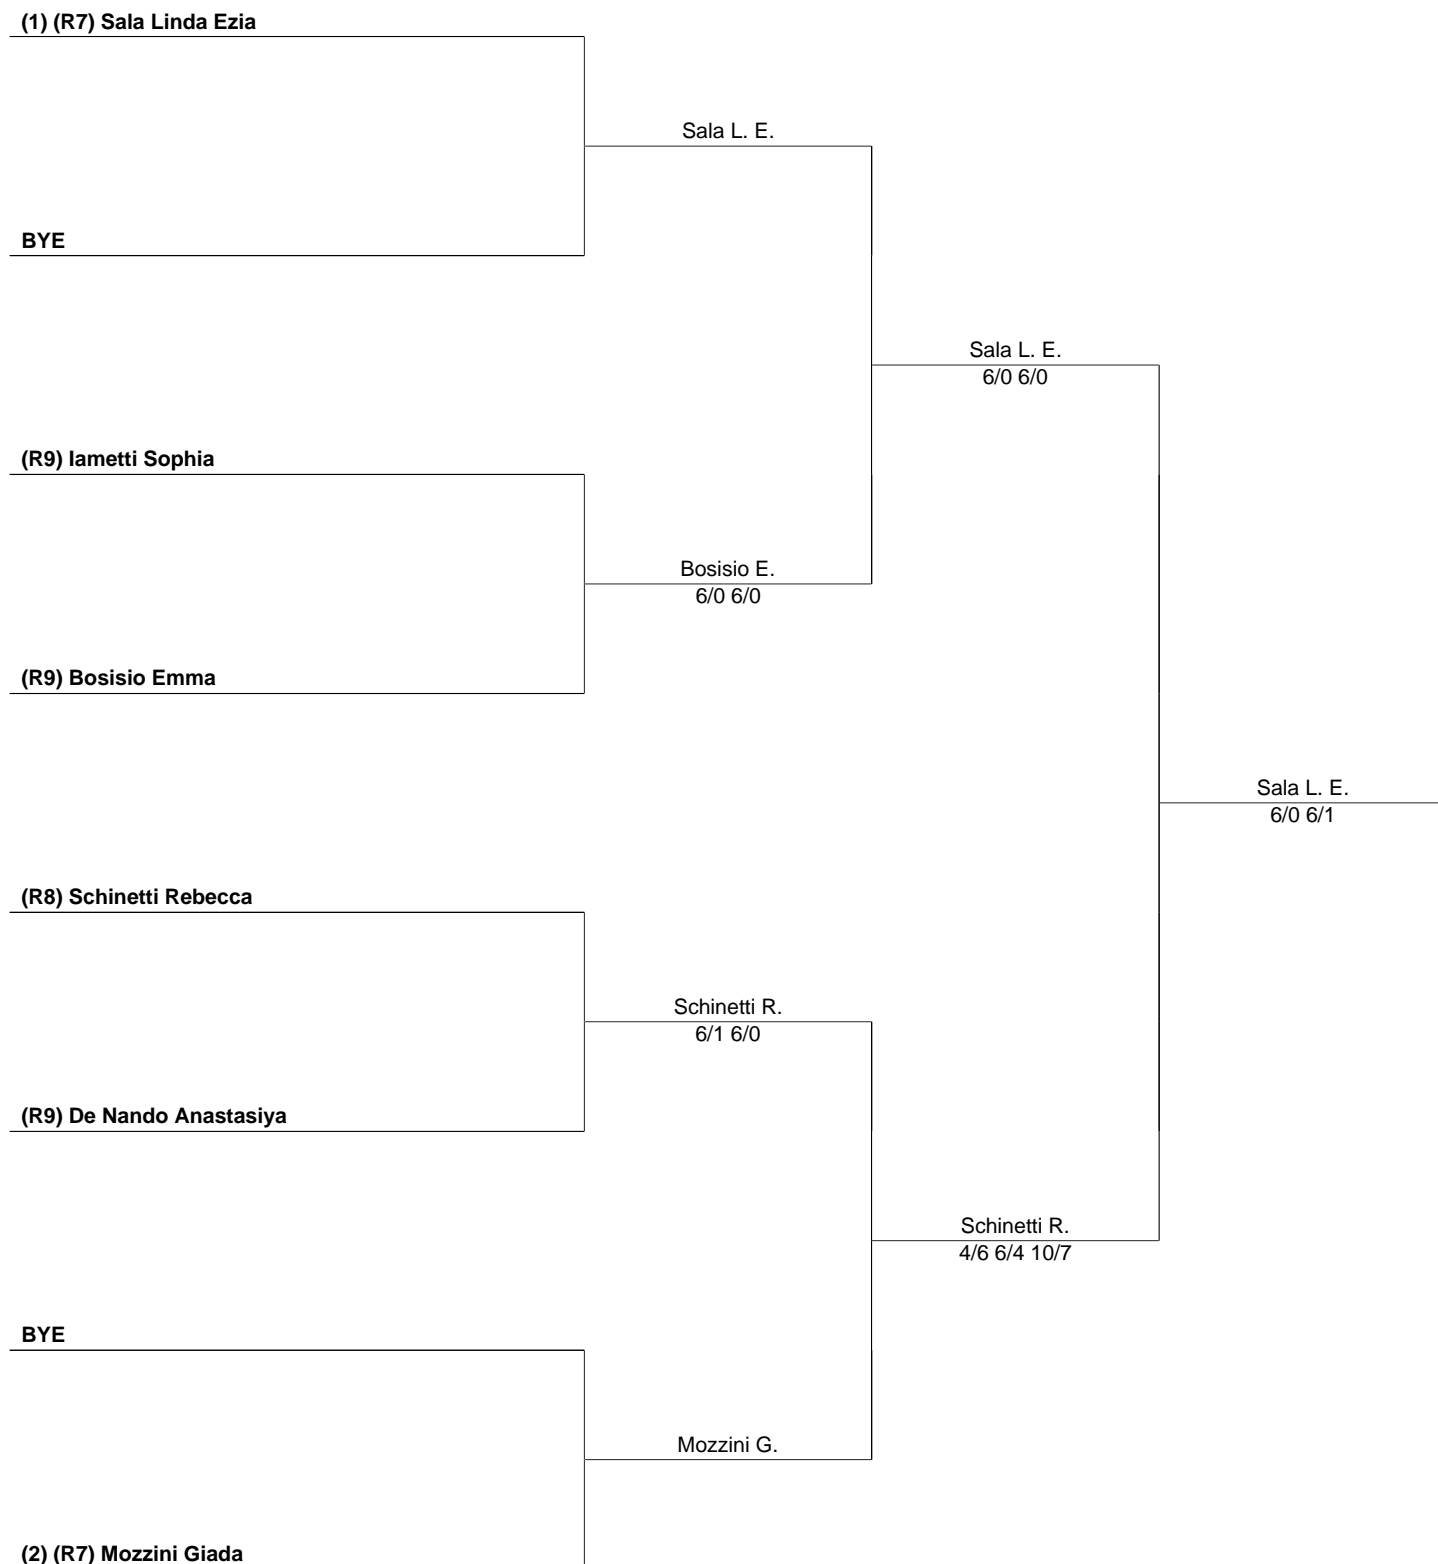 (1) (R7) Sala Linda Ezia
Sala L. E.
BYE
Sala L. E.
6/0 6/0
(R9) Iametti Sophia
Bosisio E.
6/0 6/0
(R9) Bosisio Emma
Sala L. E.
6/0 6/1
(R8) Schinetti Rebecca
Schinetti R.
6/1 6/0
(R9) De Nando Anastasiya
Schinetti R.
4/6 6/4 10/7
BYE
Mozzini G.
(2) (R7) Mozzini Giada